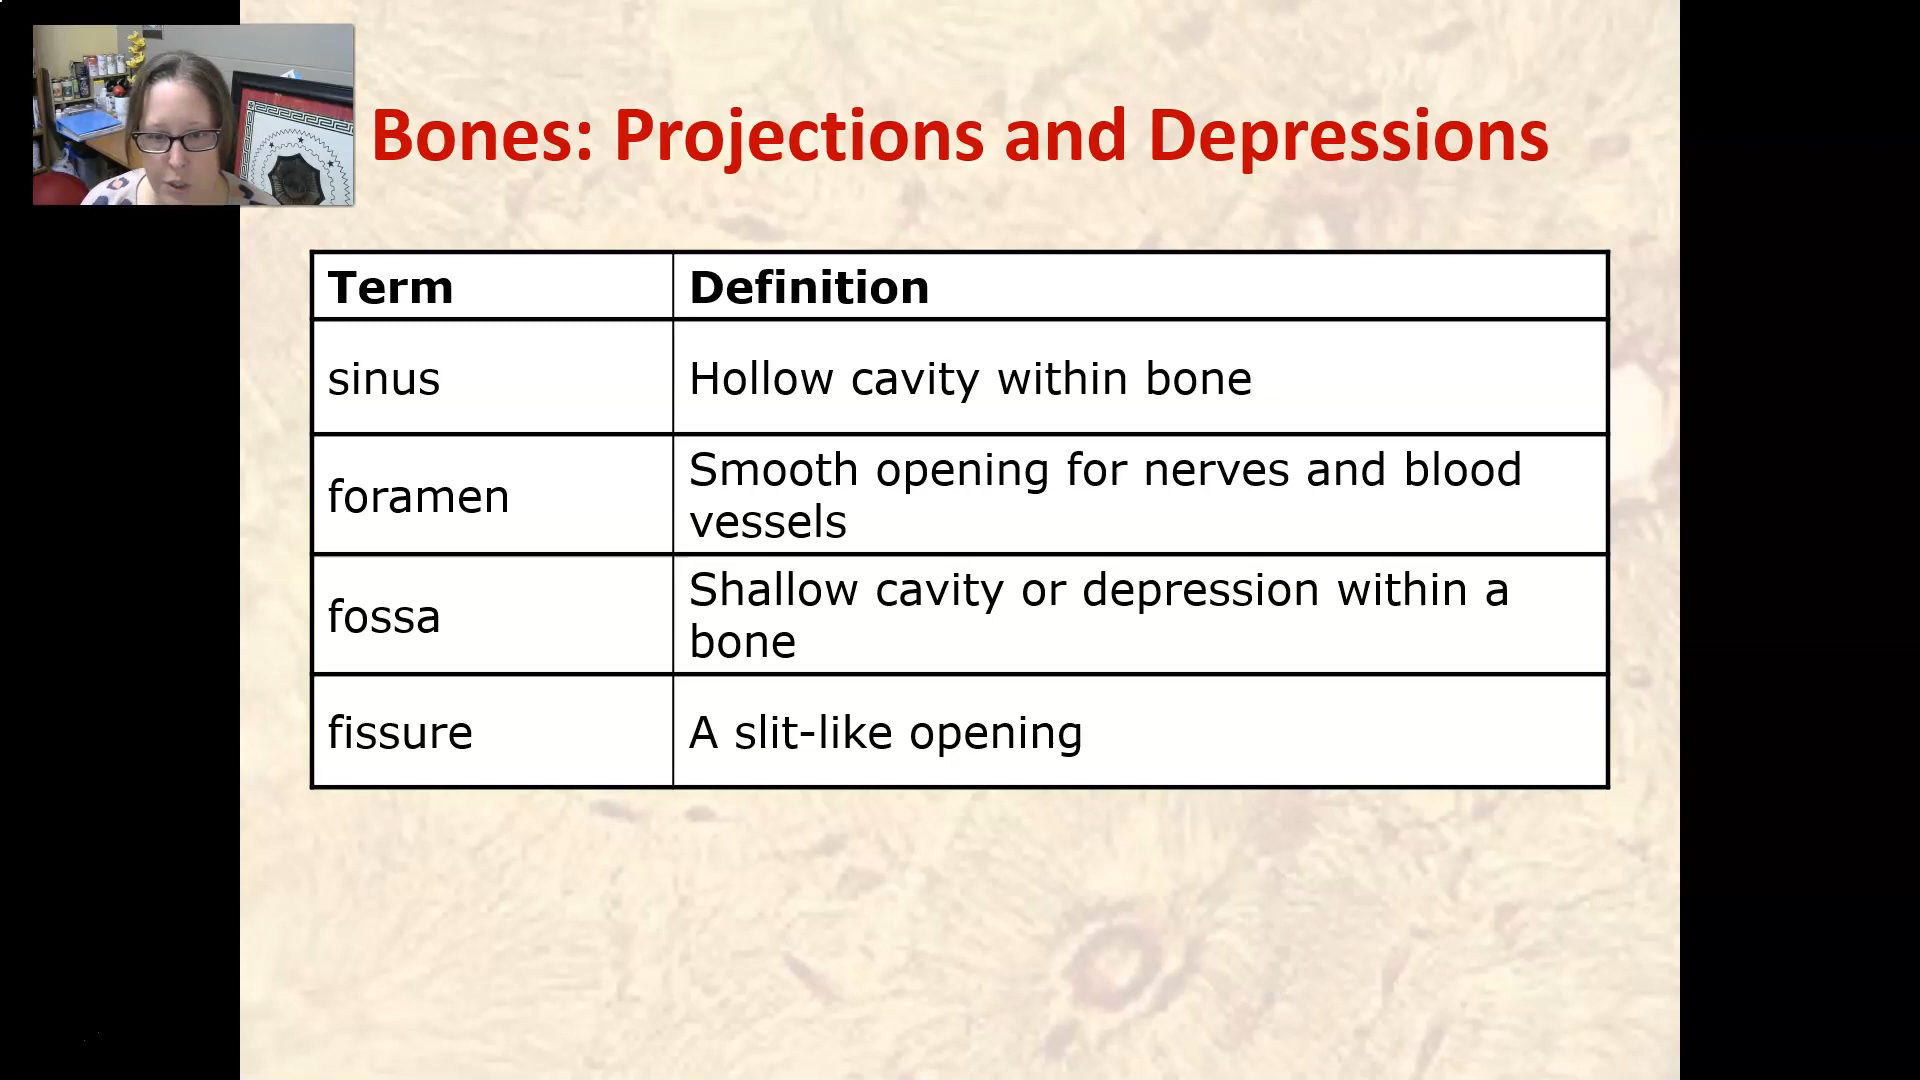 Bones: Projections and Depressions
Term Definition
sinus Hollow cavity within bone
foramen Smooth opening for nerves and blood
vessels
fossa Shallow cavity or depression within a
bone
fissure A slit-like opening